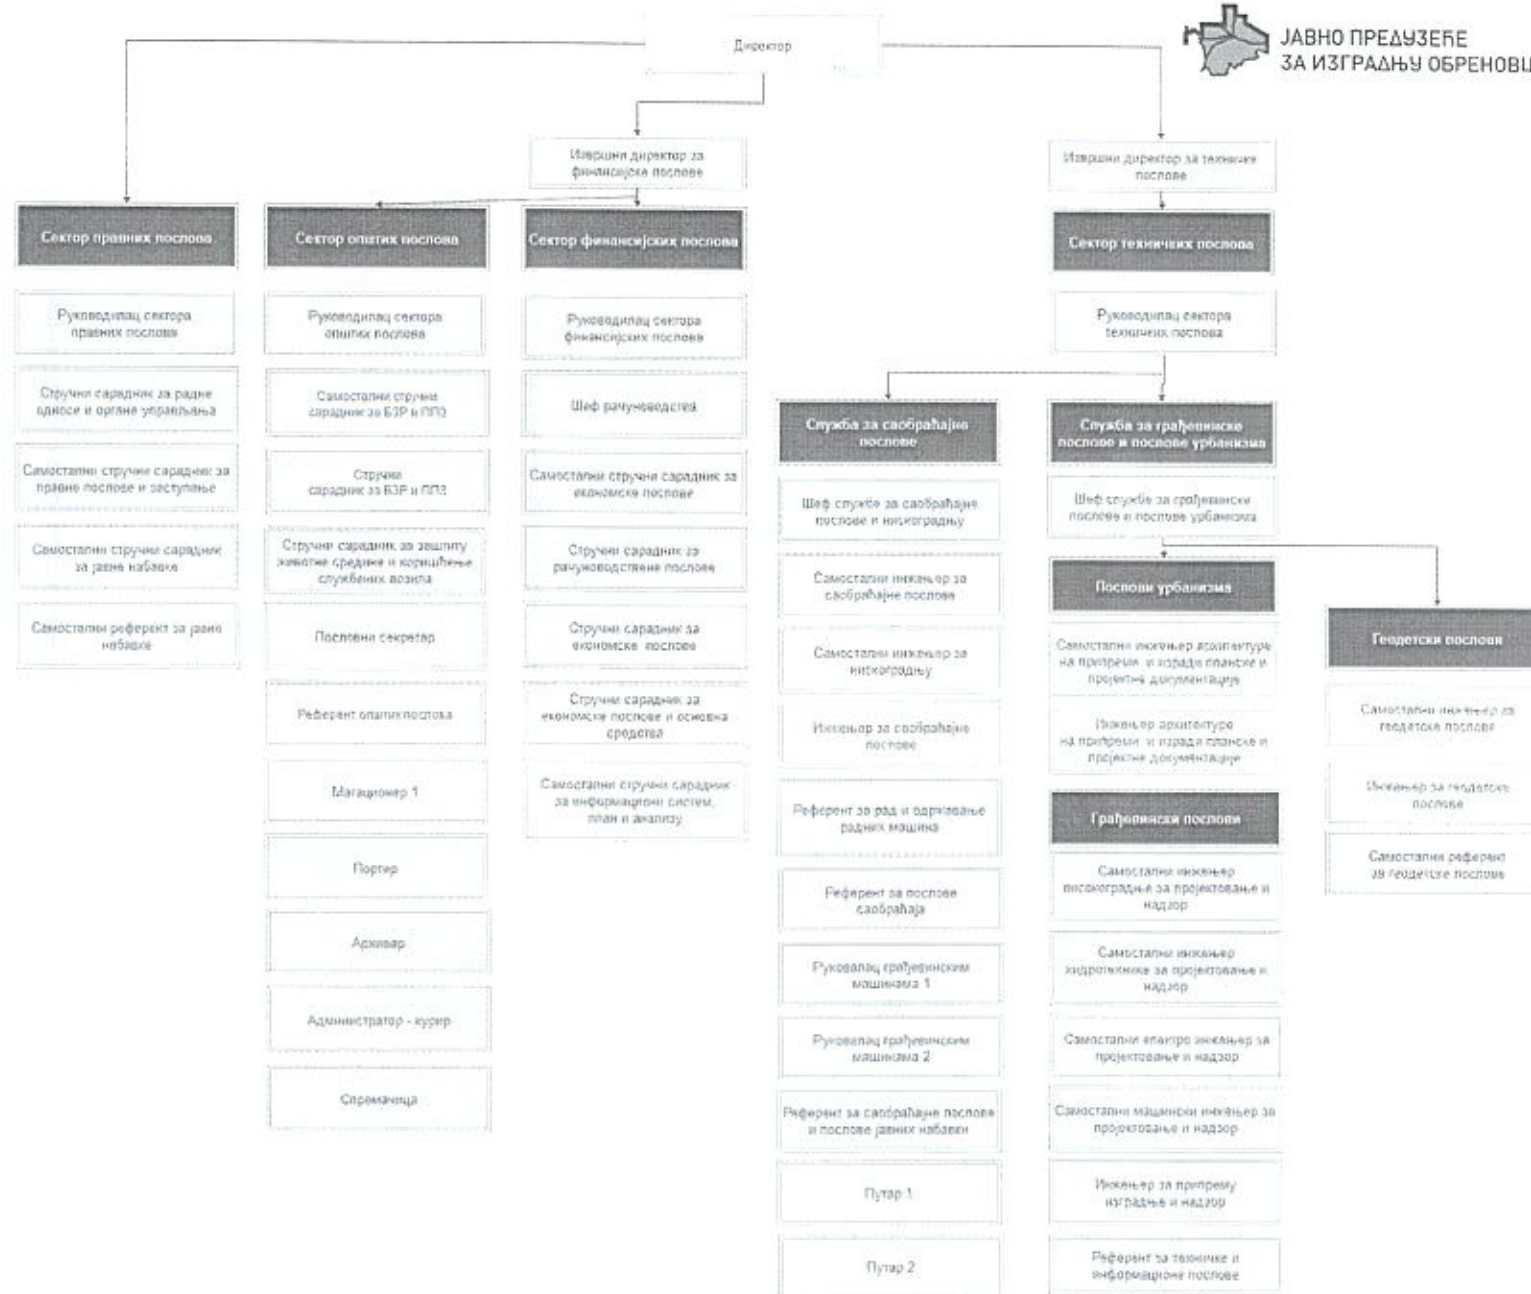 ЈАВНО ПРЕДУЗЕЋЕ
ЗА ИЗГРАДЊУ ОБРЕНОВ
Директор
Извршни директор за
финансијске послове
Извршни директор за техничке
послове
Сектор правних послова
Руководилац сектора
правних послова
Стручни сарадник за радне
односе и органе управљања
Самостални стручни сарадник за
правне послове и заступање
Самостални стручни сарадник
за јавне набавке
Самостални референт за јавне
набавке
Сектор општих послова
Руководилац сектора
општих послова
Самостални стручни
сарадник за БЗР и ППЗ
Стручни
сарадник за БЗР и ППЗ
Стручни сарадник за заштиту
животне средине и коришћење
службених возила
Пословни секретар
Референт општих послова
Магационер 1
Портир
Архивар
Администратор - курир
Спремачица
Сектор финансијских послова
Руководилац сектора
финансијских послова
Шеф рачуноводства
Самостални стручни сарадник за
економске послове
Стручни сарадник за
рачуноводствене послове
Стручни сарадник за
економске послове
Стручни сарадник за
економске послове и основна
средства
Самостални стручни сарадник
за информациони систем,
план и анализу
Сектор техничких послова
Руководилац сектора
техничких послова
Служба за саобраћајне
послове
Шеф службе за саобраћајне
послове и нискоградњу
Самостални инжењер за
саобраћајне послове
Самостални инжењер за
нискоградњу
Инжењер за саобраћајне
послове
Референт за рад и одржавање
радних машина
Референт за послове
саобраћаја
Руковалац грађевинским
машинама 1
Руковалац грађевинским
машинама 2
Референт за саобраћајне послове
и послове јавних набавки
Путар 1
Путар 2
Служба за грађевинске
послове и послове урбанизма
Шеф службе за грађевинске
послове и послове урбанизма
Послови урбанизма
Самостални инжењер архитектуре
на припреми и изради планске и
пројектне документације
Инжењер архитектуре
на припреми и изради планске и
пројектне документације
Грађевински послови
Самостални инжењер
високоградње за пројектовање и
надзор
Самостални инжењер
хидротехнике за пројектовање и
надзор
Самостални електро инжењер за
пројектовање и надзор
Самостални машински инжењер за
пројектовање и надзор
Инжењер за припрему
изградње и надзор
Референт за техничке и
информационе послове
Геодетски послови
Самостални инжењер за
геодетске послове
Инжењер за геодетске
послове
Самостални референт
за геодетске послове